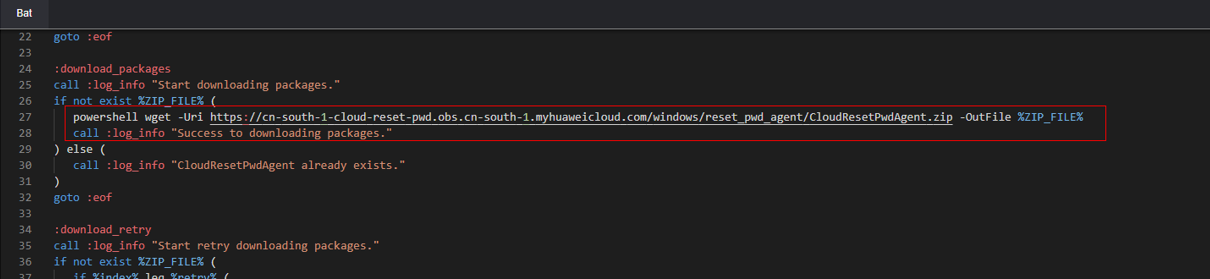 Bat
22 goto :eof
23
24 :download_packages
25 call :log_info "Start downloading packages."
26 if not exist %ZIP_FILE% (
27 powershell wget -Uri https://cn-south-1-cloud-reset-pwd.obs.cn-south-1.myhuaweicloud.com/windows/reset_pwd_agent/CloudResetPwdAgent.zip -OutFile %ZIP_FILE%
28 call :log_info "Success to downloading packages."
29 ) else (
30 call :log_info "CloudResetPwdAgent already exists."
31 )
32 goto :eof
33
34 :download_retry
35 call :log_info "Start retry downloading packages."
36 if not exist %ZIP_FILE% (
37 if %index% leq %retry% (